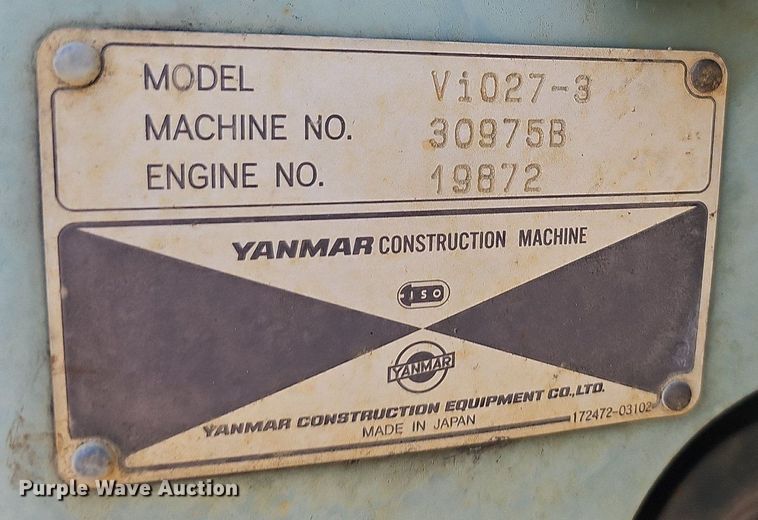 MODEL ViO27-3
MACHINE NO. 30975B
ENGINE NO. 19872
YANMAR CONSTRUCTION MACHINE
ISO
YANMAR
YANMAR CONSTRUCTION EQUIPMENT CO.,LTD.
MADE IN JAPAN
172472-03102
Purple Wave Auction